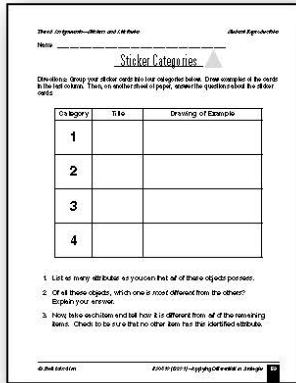 Name
Sticker Categories
Directions: Group your sticker cards into four categories below. Draw examples of the cards
in the last column. Then, on another sheet of paper, answer the questions about the sticker
cards.
Category Title Drawing of Example
1
2
3
4
1. List as many attributes as you can that all of these objects possess.
2. Of all these objects, which one is most different from the others?
Explain your answer.
3. Now, take each item and tell how it is different from all of the remaining
items. Check to be sure that no other item has this identified attribute.